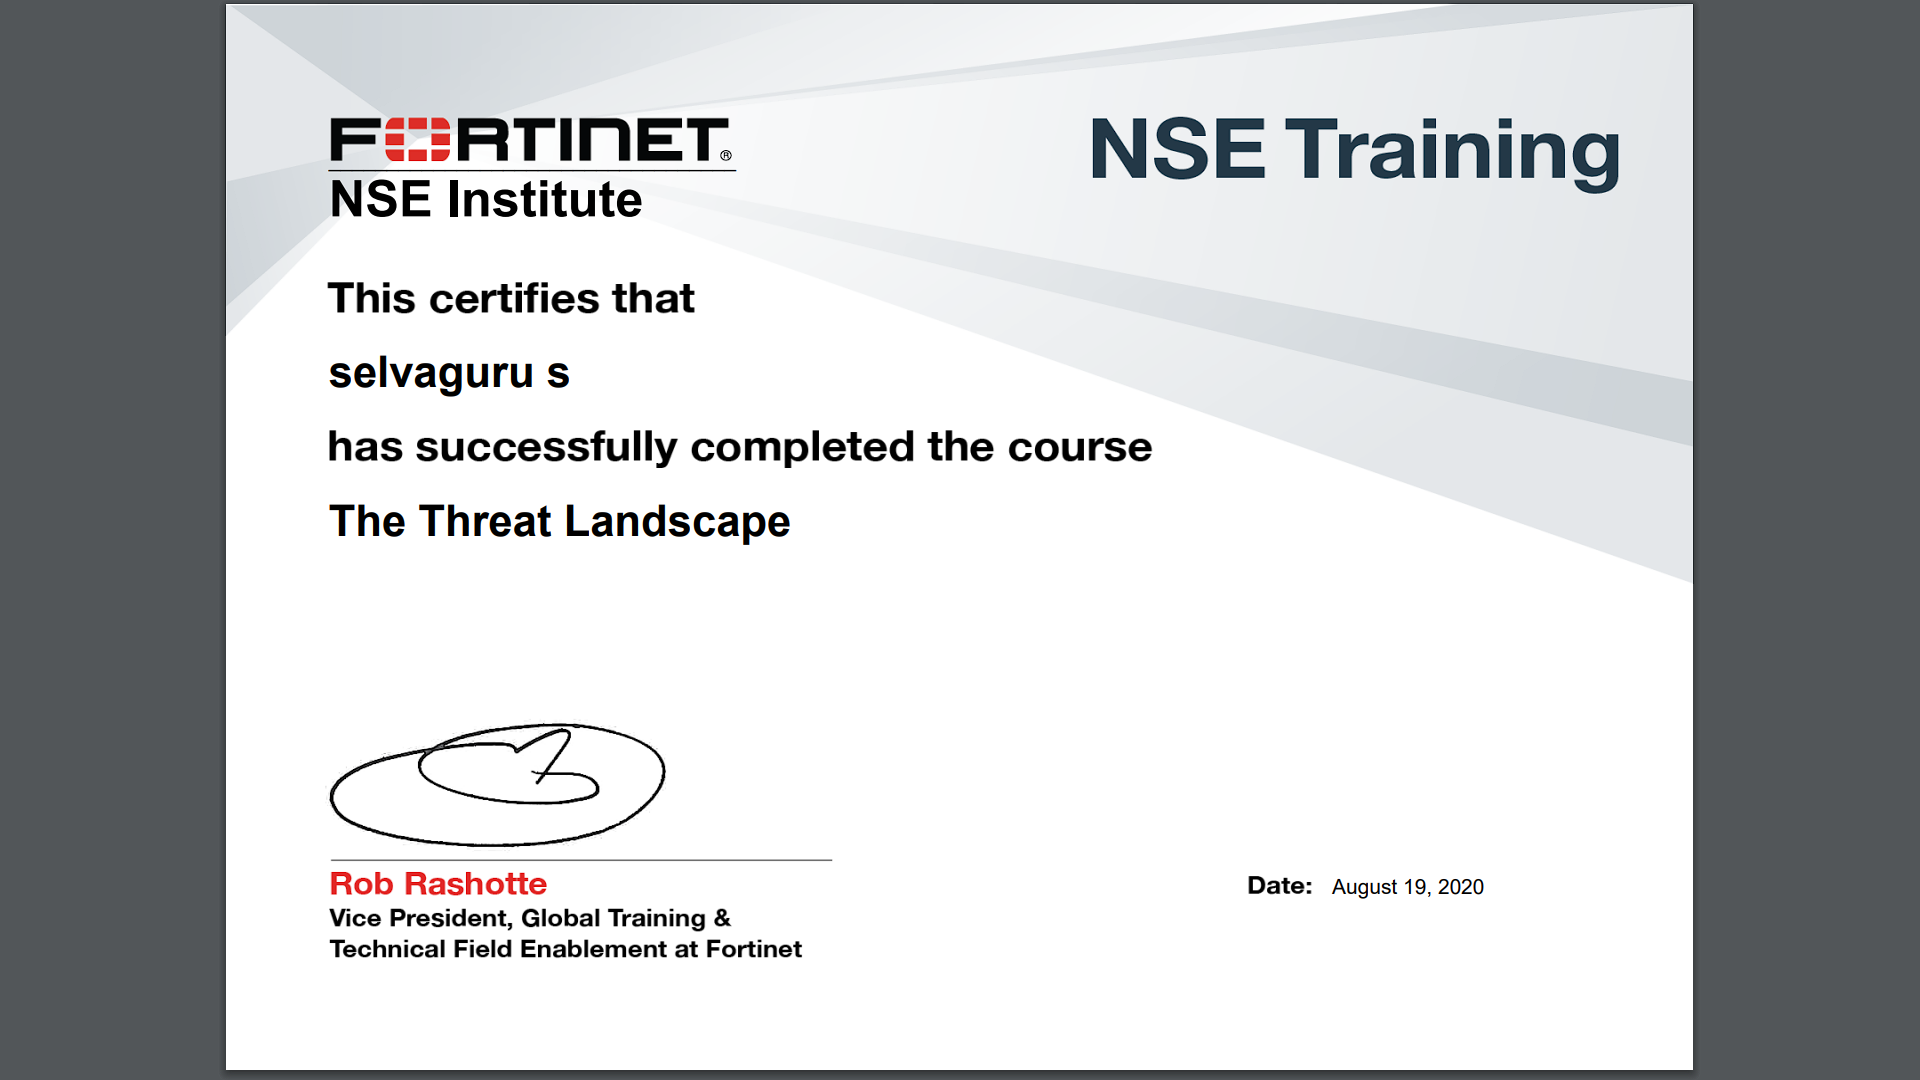 FORTINET®
NSE Institute
NSE Training
This certifies that
selvaguru s
has successfully completed the course
The Threat Landscape
Rob Rashotte
Vice President, Global Training &
Technical Field Enablement at Fortinet
Date: August 19, 2020